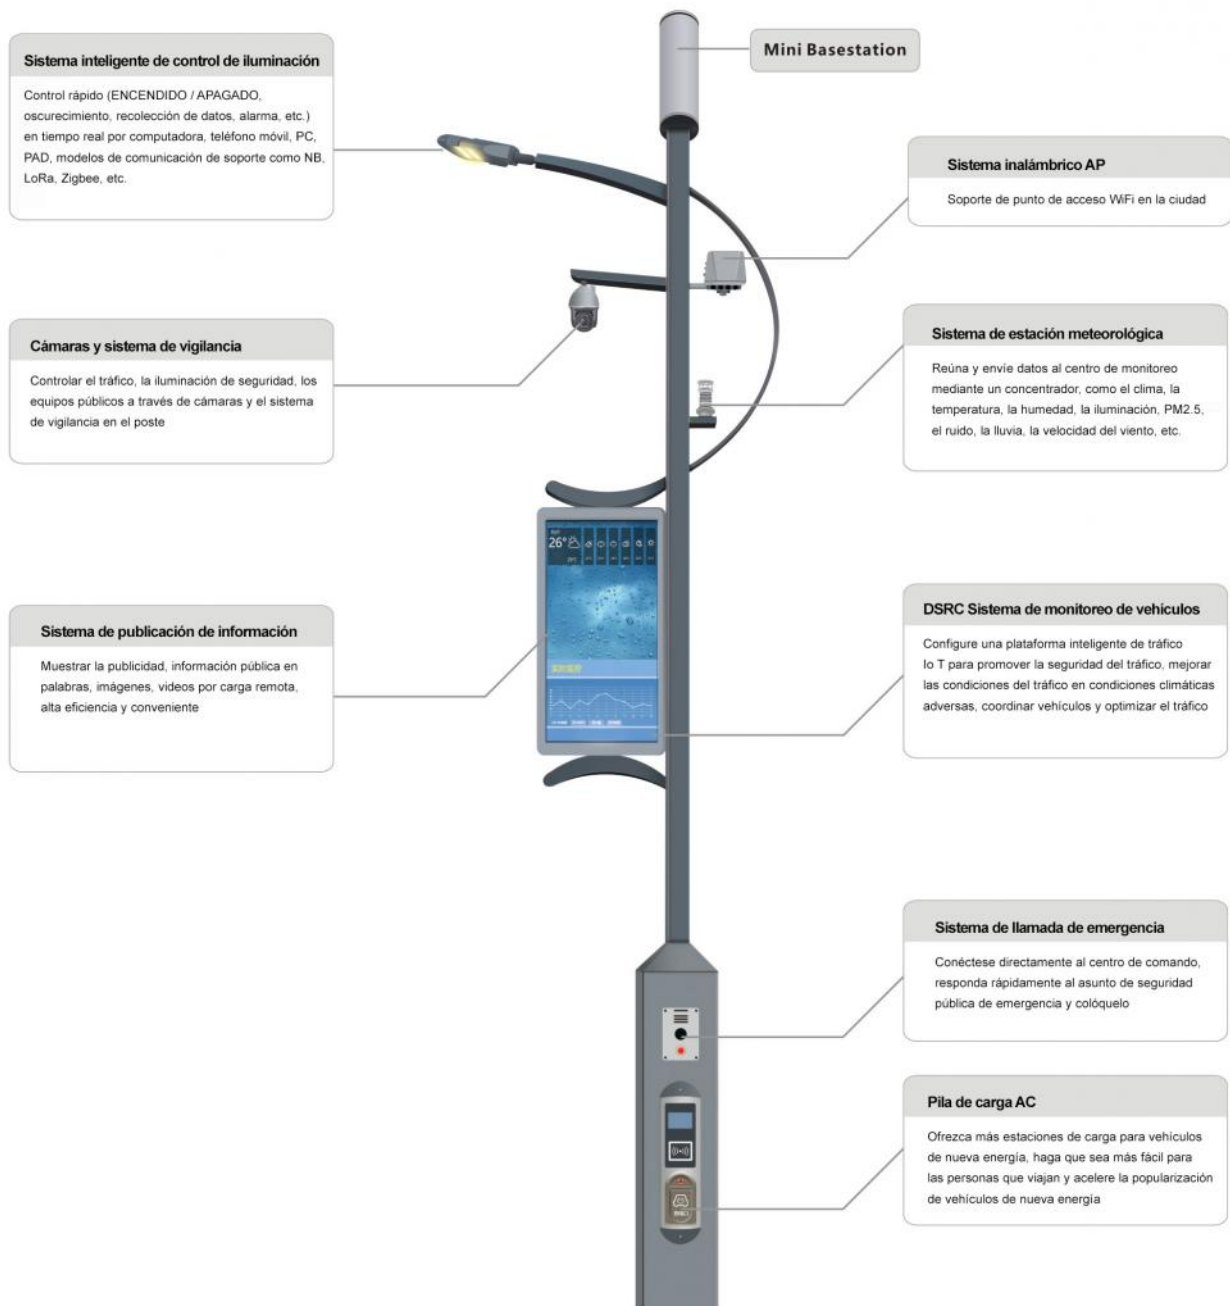 Mini Basestation
Sistema inteligente de control de iluminación
Control rápido (ENCENDIDO / APAGADO,
oscurecimiento, recolección de datos, alarma, etc.)
en tiempo real por computadora, teléfono móvil, PC,
PAD, modelos de comunicación de soporte como NB,
LoRa, Zigbee, etc.
Sistema inalámbrico AP
Soporte de punto de acceso WiFi en la ciudad
Cámaras y sistema de vigilancia
Controlar el tráfico, la iluminación de seguridad, los
equipos públicos a través de cámaras y el sistema
de vigilancia en el poste
Sistema de estación meteorológica
Reúna y envíe datos al centro de monitoreo
mediante un concentrador, como el clima, la
temperatura, la humedad, la iluminación, PM2.5,
el ruido, la lluvia, la velocidad del viento, etc.
26°
Sistema de publicación de información
Muestrar la publicidad, información pública en
palabras, imágenes, videos por carga remota,
alta eficiencia y conveniente
DSRC Sistema de monitoreo de vehículos
Configure una plataforma inteligente de tráfico
Io T para promover la seguridad del tráfico, mejorar
las condiciones del tráfico en condiciones climáticas
adversas, coordinar vehículos y optimizar el tráfico
Sistema de llamada de emergencia
Conéctese directamente al centro de comando,
responda rápidamente al asunto de seguridad
pública de emergencia y colóquelo
Pila de carga AC
Ofrezca más estaciones de carga para vehículos
de nueva energía, haga que sea más fácil para
las personas que viajan y acelere la popularización
de vehículos de nueva energía